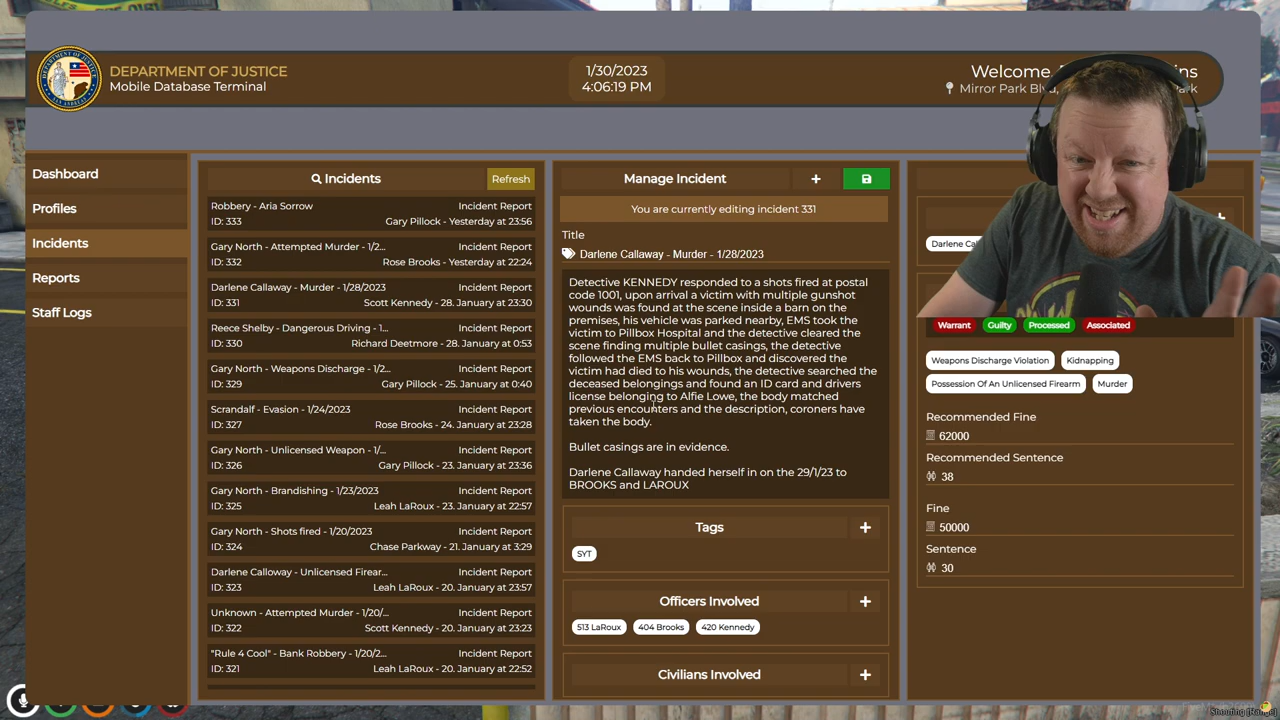 DEPARTMENT OF JUSTICE
Mobile Database Terminal
1/30/2023
4:06:19 PM
Welcome,
ins
Mirror Park Blvd,
Dashboard
Profiles
Incidents
Reports
Staff Logs
Incidents
Refresh
Robbery - Aria Sorrow Incident Report
ID: 333 Gary Pillock - Yesterday at 23:56
Gary North - Attempted Murder - 1/2... Incident Report
ID: 332 Rose Brooks - Yesterday at 22:24
Darlene Callaway - Murder - 1/28/2023 Incident Report
ID: 331 Scott Kennedy - 28. January at 23:30
Reece Shelby - Dangerous Driving - 1... Incident Report
ID: 330 Richard Deetmore - 28. January at 0:53
Gary North - Weapons Discharge - 1/2... Incident Report
ID: 329 Gary Pillock - 25. January at 0:40
Scrandalf - Evasion - 1/24/2023 Incident Report
ID: 327 Rose Brooks - 24. January at 23:28
Gary North - Unlicensed Weapon - 1/... Incident Report
ID: 326 Gary Pillock - 23. January at 23:36
Gary North - Brandishing - 1/23/2023 Incident Report
ID: 325 Leah LaRoux - 23. January at 22:57
Gary North - Shots fired - 1/20/2023 Incident Report
ID: 324 Chase Parkway - 21. January at 3:29
Darlene Calloway - Unlicensed Firear... Incident Report
ID: 323 Leah LaRoux - 20. January at 23:57
Unknown - Attempted Murder - 1/20/... Incident Report
ID: 322 Scott Kennedy - 20. January at 23:23
"Rule 4 Cool" - Bank Robbery - 1/20/2... Incident Report
ID: 321 Leah LaRoux - 20. January at 22:52
Manage Incident
You are currently editing incident 331
Title
Darlene Callaway - Murder - 1/28/2023
Detective KENNEDY responded to a shots fired at postal
code 1001, upon arrival a victim with multiple gunshot
wounds was found at the scene inside a barn on the
premises, his vehicle was parked nearby, EMS took the
victim to Pillbox Hospital and the detective cleared the
scene finding multiple bullet casings, the detective
followed the EMS back to Pillbox and discovered the
victim had died to his wounds, the detective searched the
deceased belongings and found an ID card and drivers
license belonging to Alfie Lowe, the body matched
previous encounters and the description, coroners have
taken the body.
Bullet casings are in evidence.
Darlene Callaway handed herself in on the 29/1/23 to
BROOKS and LAROUX
Tags
SYT
Officers Involved
513 LaRoux 404 Brooks 420 Kennedy
Civilians Involved
Darlene Cal
Warrant Guilty Processed Associated
Weapons Discharge Violation Kidnapping
Possession Of An Unlicensed Firearm Murder
Recommended Fine
62000
Recommended Sentence
38
Fine
50000
Sentence
30